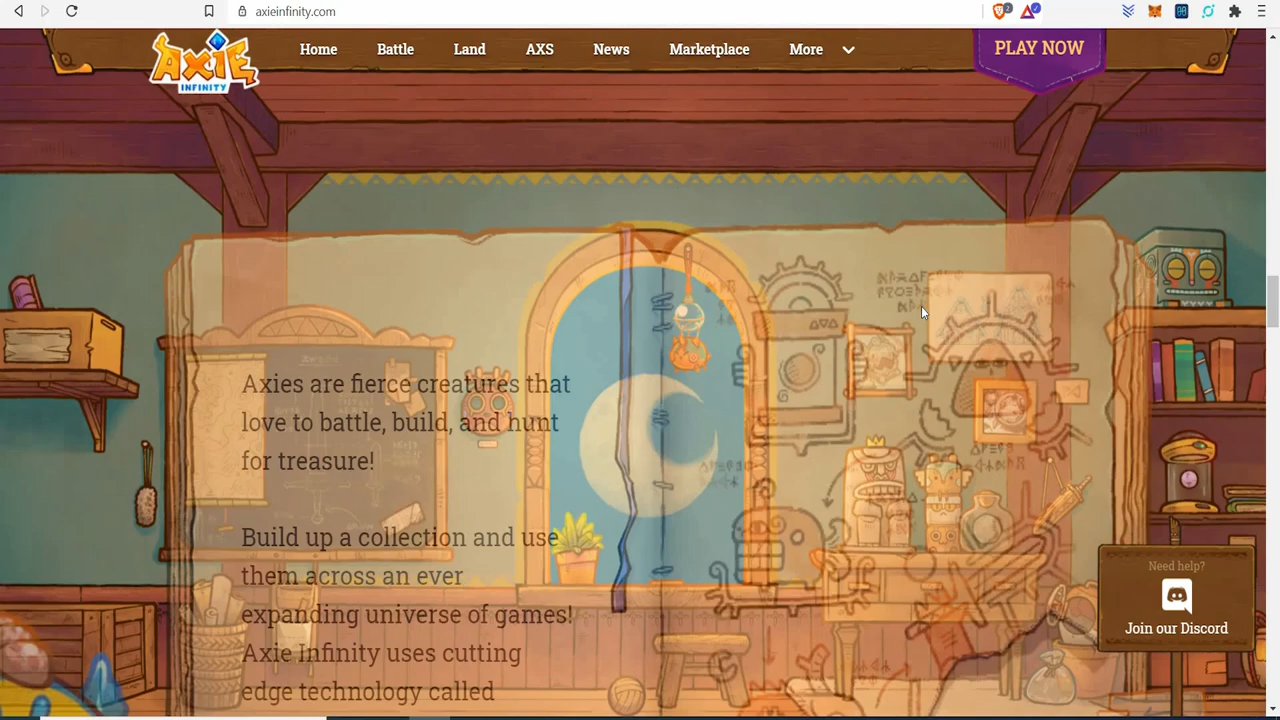 axieinfinity.com
2
AXIE
INFINITY
Home Battle Land AXS News Marketplace More
PLAY NOW
Axies are fierce creatures that
love to battle, build, and hunt
for treasure!
Build up a collection and use
them across an ever
expanding universe of games!
Axie Infinity uses cutting
edge technology called
Need help?
Join our Discord